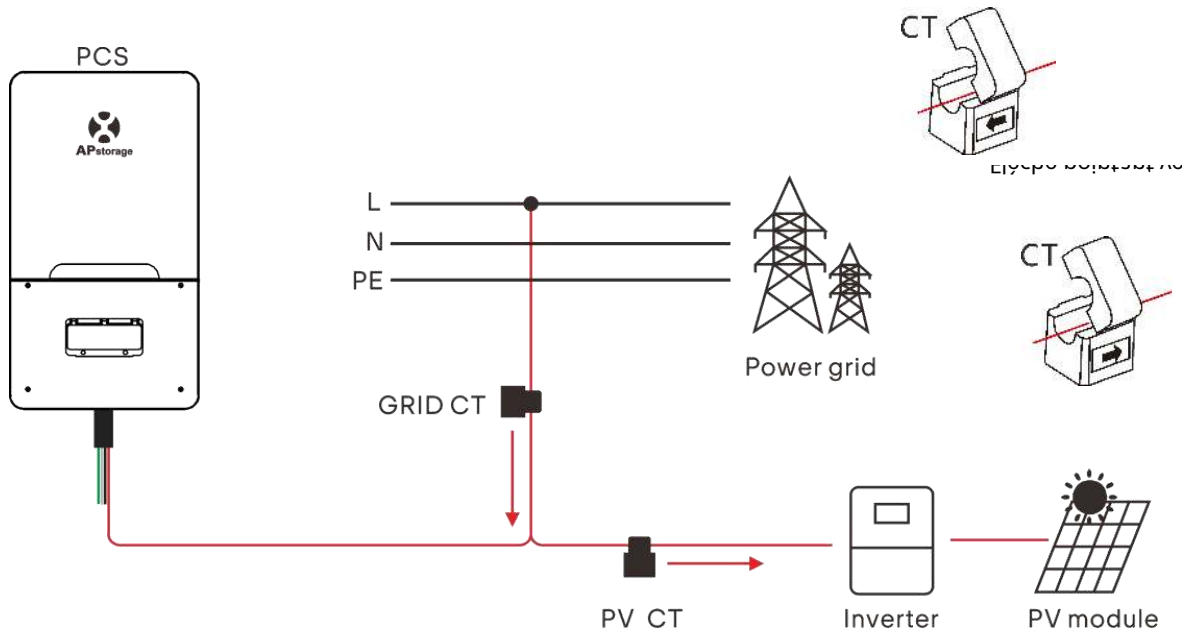 PCS
CT
APstorage
L
N
PE
CT
Power grid
GRID CT
PV CT
Inverter
PV module